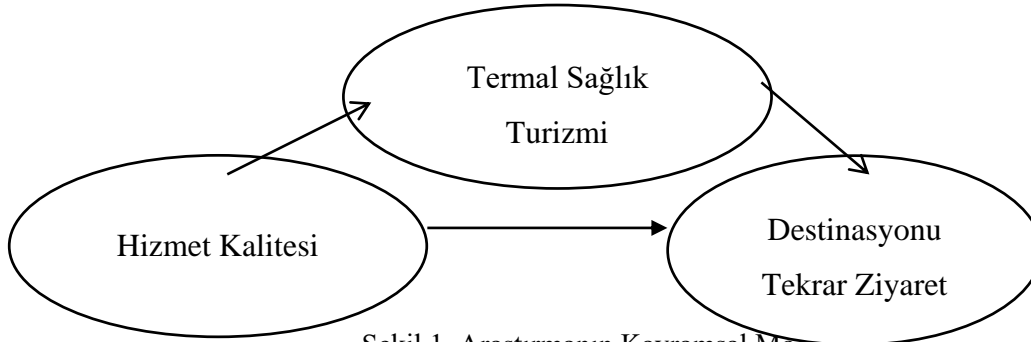 Termal Sağlık
Turizmi
Hizmet Kalitesi
Destinasyonu
Tekrar Ziyaret
Şekil 1. Araştırmanın Kavramsal